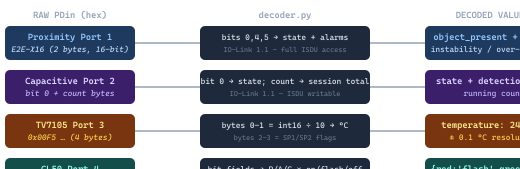 RAW PDin (hex)
decoder.py
DECODED VALU
Proximity Port 1
E2E-X16 (2 bytes, 16-bit)
bits 0,4,5 → state + alarms
IO-Link 1.1 — full ISDU access
object_present +
instability / over-
Capacitive Port 2
bit 0 + count bytes
bit 0 → state; count → session total
IO-Link 1.1 — ISDU writable
state + detectio
running coun
TV7105 Port 3
0x00F5 … (4 bytes)
bytes 0-1 = int16 ÷ 10 → °C
bytes 2-3 = SP1/SP2 flags
temperature: 24
± 0.1 °C resolu